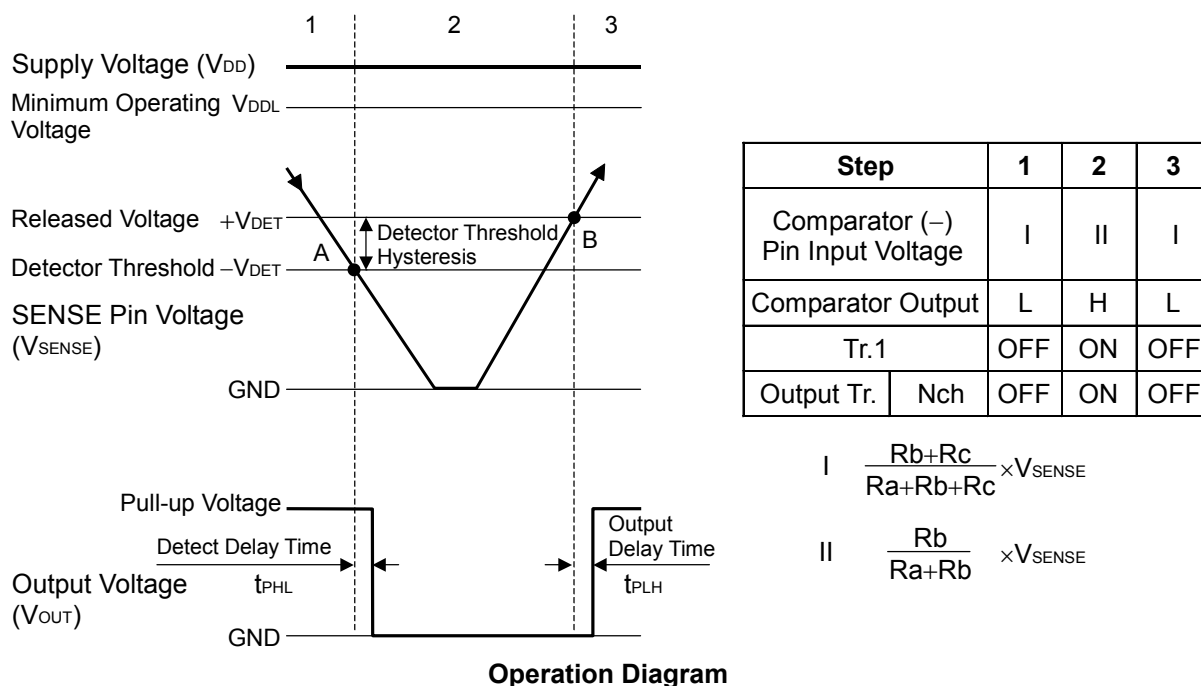 1 2 3
Supply Voltage (VDD)
Minimum Operating VDDL
Voltage
Released Voltage +VDET
Detector Threshold
Hysteresis
A
B
Detector Threshold −VDET
SENSE Pin Voltage
(VSENSE)
GND
Pull-up Voltage
Detect Delay Time
tPHL
Output
Delay Time
tPLH
Output Voltage
(VOUT)
GND
Step 1 2 3
Comparator (−)
Pin Input Voltage
I II I
Comparator Output L H L
Tr.1 OFF ON OFF
Output Tr. Nch OFF ON OFF
I Rb+Rc
Ra+Rb+Rc ×VSENSE
II Rb
Ra+Rb ×VSENSE
Operation Diagram